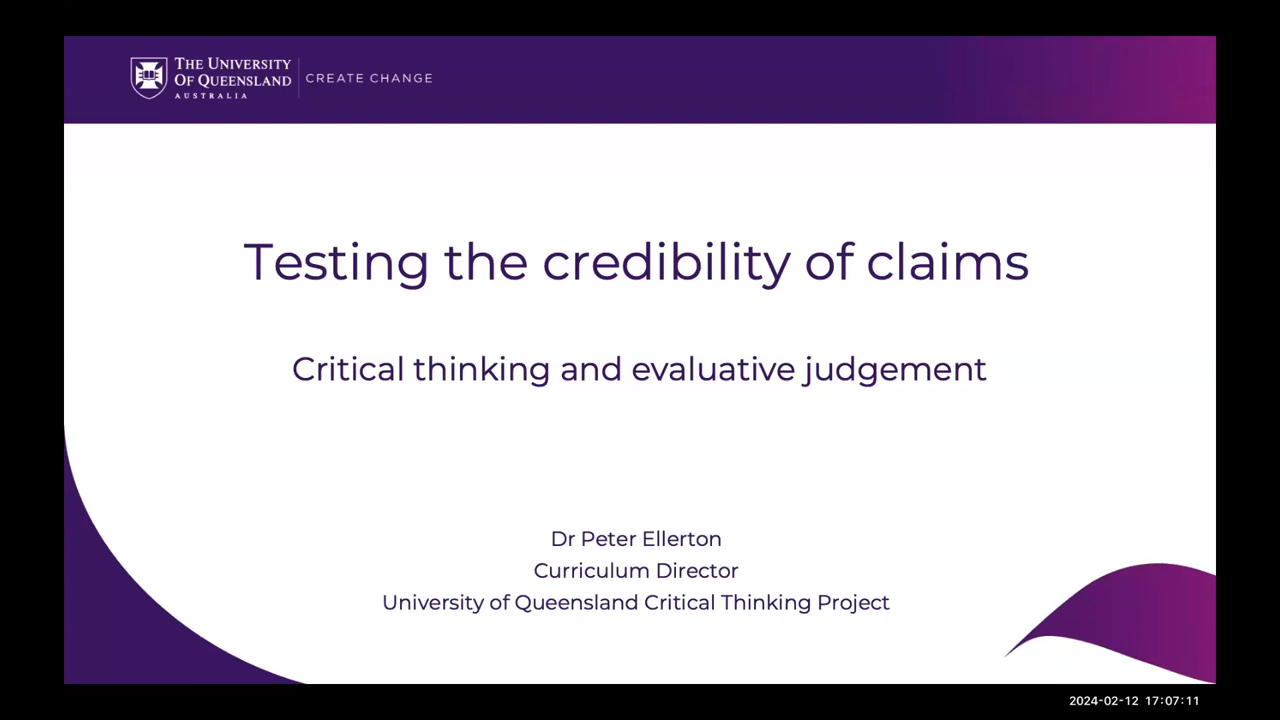 THE UNIVERSITY
OF QUEENSLAND
AUSTRALIA
CREATE CHANGE
Testing the credibility of claims
Critical thinking and evaluative judgement
Dr Peter Ellerton
Curriculum Director
University of Queensland Critical Thinking Project
2024-02-12 17:07:11